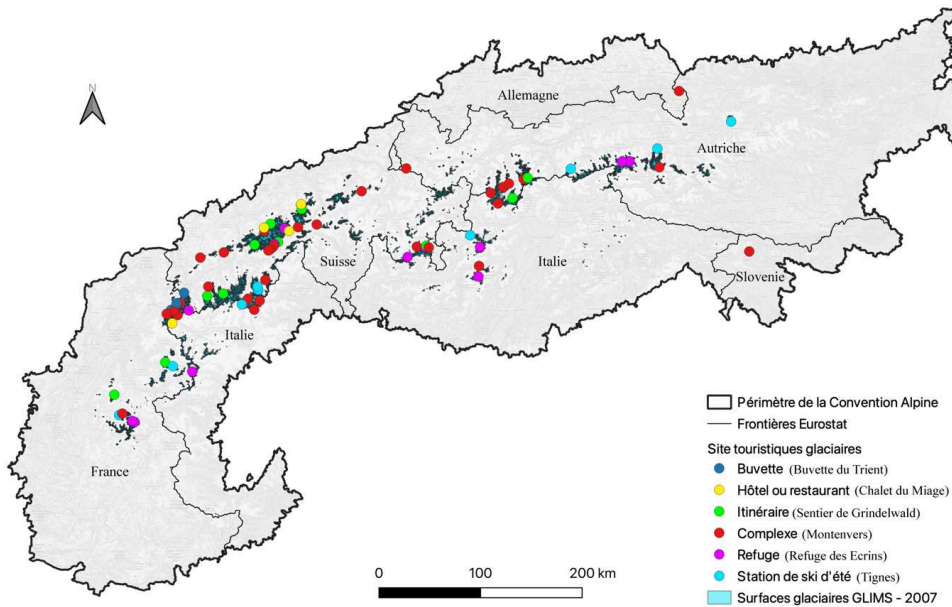 N
Allemagne
Autriche
Suisse
Italie
Slovenie
Italie
France
Périmètre de la Convention Alpine
Frontières Eurostat
Site touristiques glaciaires
Buvette (Buvette du Trient)
Hôtel ou restaurant (Chalet du Miage)
Itinéraire (Sentier de Grindelwald)
Complexe (Montenvers)
Refuge (Refuge des Ecrins)
Station de ski d'été (Tignes)
Surfaces glaciaires GLIMS - 2007
0 100 200 km